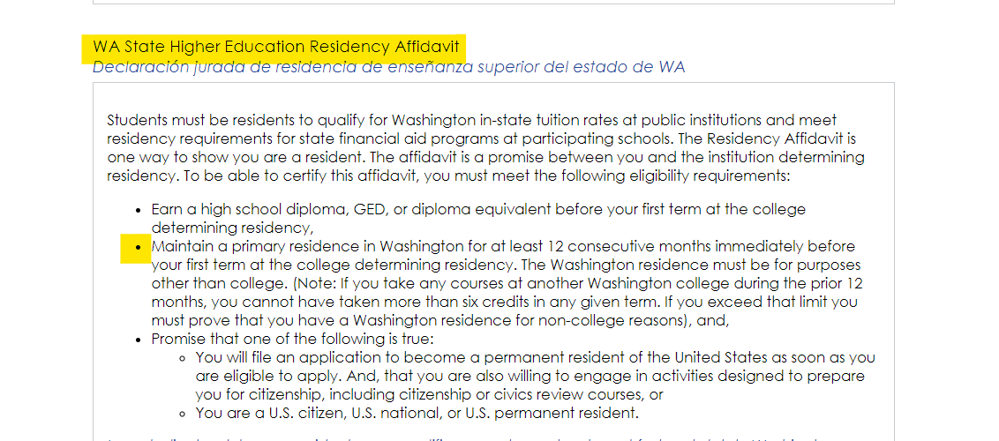 WA State Higher Education Residency Affidavit
Declaración jurada de residencia de enseñanza superior del estado de WA
Students must be residents to qualify for Washington in-state tuition rates at public institutions and meet
residency requirements for state financial aid programs at participating schools. The Residency Affidavit is
one way to show you are a resident. The affidavit is a promise between you and the institution determining
residency. To be able to certify this affidavit, you must meet the following eligibility requirements:
• Earn a high school diploma, GED, or diploma equivalent before your first term at the college
determining residency,
• Maintain a primary residence in Washington for at least 12 consecutive months immediately before
your first term at the college determining residency. The Washington residence must be for purposes
other than college. (Note: If you take any courses at another Washington college during the prior 12
months, you cannot have taken more than six credits in any given term. If you exceed that limit you
must prove that you have a Washington residence for non-college reasons), and,
• Promise that one of the following is true:
◦ You will file an application to become a permanent resident of the United States as soon as you
are eligible to apply. And, that you are also willing to engage in activities designed to prepare
you for citizenship, including citizenship or civics review courses, or
◦ You are a U.S. citizen, U.S. national, or U.S. permanent resident.